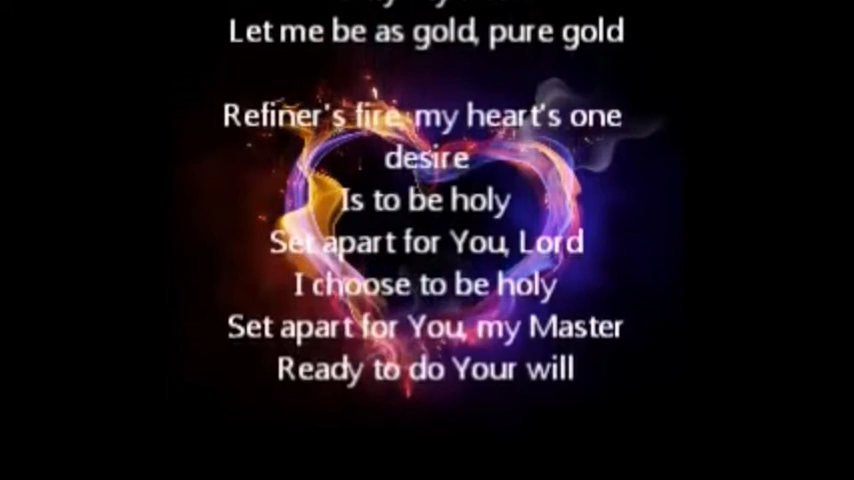 Let me be as gold, pure gold
Refiner's fire my heart's one
desire
Is to be holy
Set apart for You, Lord
I choose to be holy
Set apart for You, my Master
Ready to do Your will